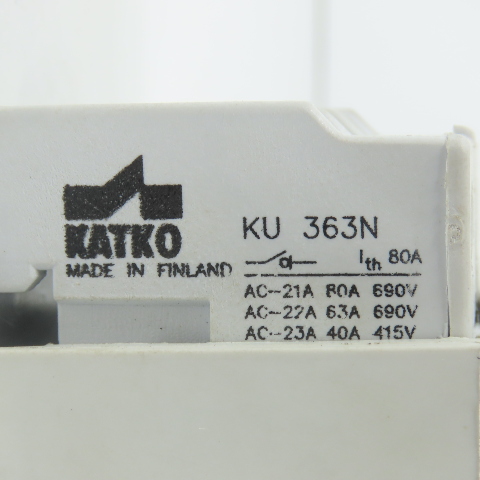 KATKO
MADE IN FINLAND
KU 363N
Ith 80A
AC-21A 80A 690V
AC-22A 63A 690V
AC-23A 40A 415V